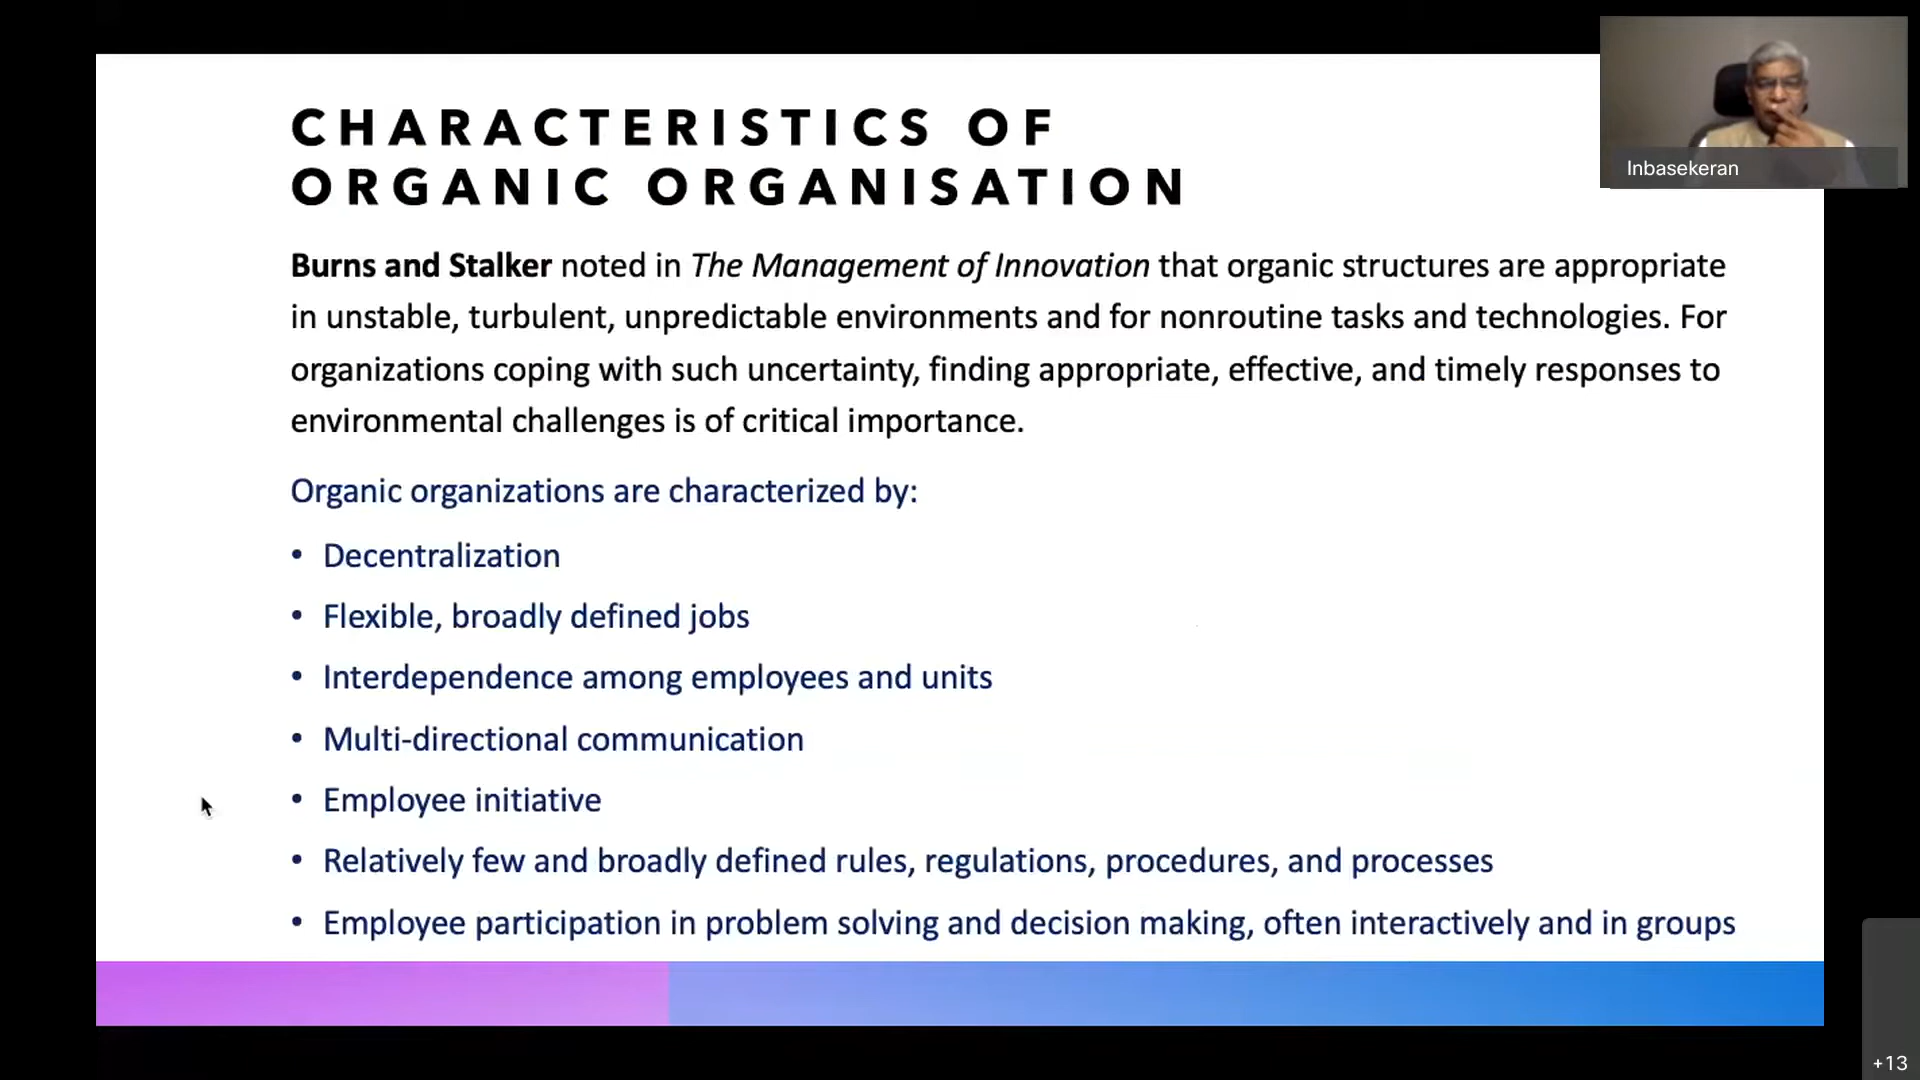 CHARACTERISTICS OF
ORGANIC ORGANISATION
Inbasekeran
Burns and Stalker noted in The Management of Innovation that organic structures are appropriate
in unstable, turbulent, unpredictable environments and for nonroutine tasks and technologies. For
organizations coping with such uncertainty, finding appropriate, effective, and timely responses to
environmental challenges is of critical importance.
Organic organizations are characterized by:
• Decentralization
• Flexible, broadly defined jobs
• Interdependence among employees and units
• Multi-directional communication
• Employee initiative
• Relatively few and broadly defined rules, regulations, procedures, and processes
• Employee participation in problem solving and decision making, often interactively and in groups
+13